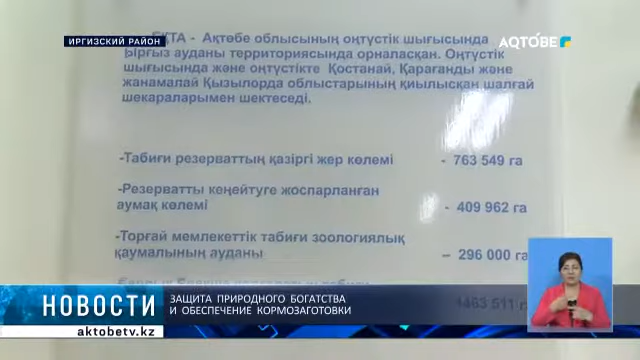 ИРГИЗСКИЙ РАЙОН
AQTÓBE
- Ақтөбе облысының оңтүстік шығысында
Ырғыз ауданы территориясында орналасқан. Оңтүстік
шығысында және оңтүстікте Қостанай, Қарағанды және
жанамалай Қызылорда облыстарының қиылысқан шалғай
шекараларымен шектеседі.
-Табиғи резерваттың қазіргі жер көлемі - 763 549 га
-Резерватты кеңейтуге жоспарланған
аумақ көлемі - 409 962 га
-Торғай мемлекеттік табиғи зоологиялық
қаумалының ауданы – 296 000 га
1463 511 га
НОВОСТИ
aktobetv.kz
ЗАЩИТА ПРИРОДНОГО БОГАТСТВА
И ОБЕСПЕЧЕНИЕ КОРМОЗАГОТОВКИ